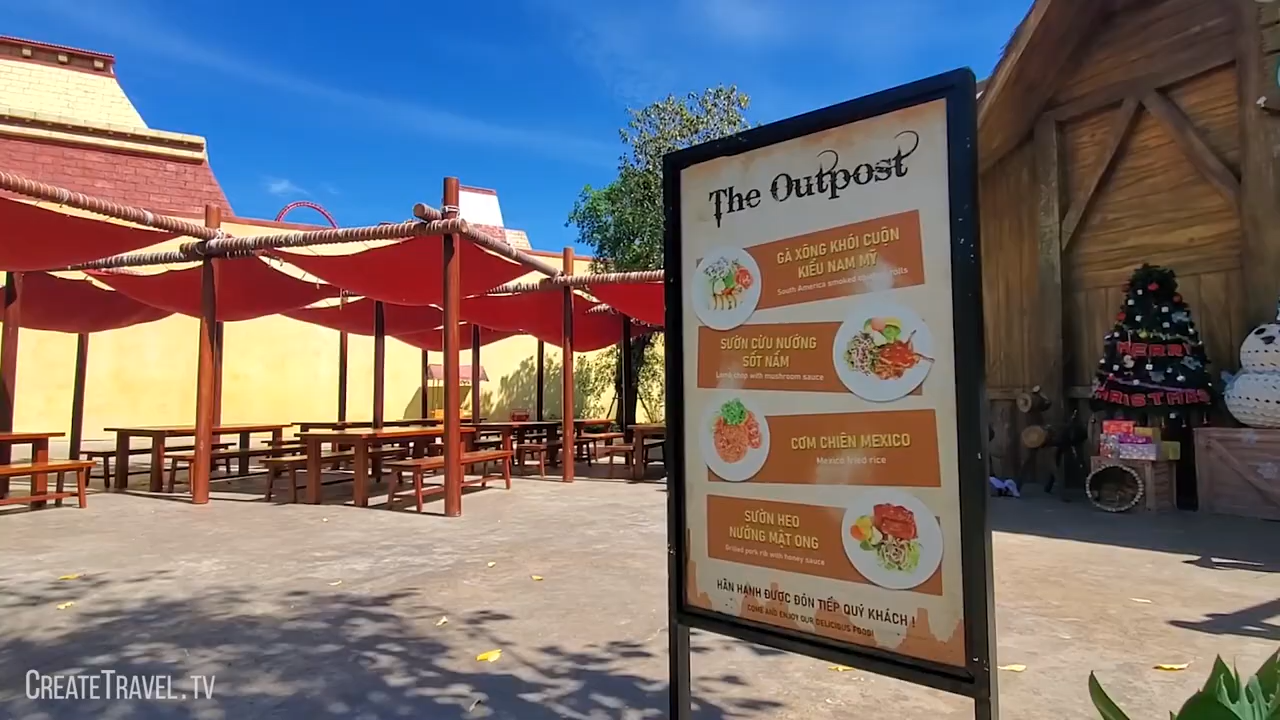 The Outpost
GÀ XÔNG KHÓI CUỘN
KIỂU NAM MỸ
South America smoked rolls
SƯỜN CỪU NƯỚNG
SỐT NẤM
Lamb chop with mushroom sauce
CƠM CHIÊN MEXICO
Mexico fried rice
SƯỜN HEO
NƯỚNG MẬT ONG
Grilled pork rib with honey sauce
HÂN HẠNH ĐƯỢC ĐÓN TIẾP QUÝ KHÁCH !
COME AND ENJOY OUR DELICIOUS FOOD!
MERRY
CHRISTMAS
CREATETRAVEL.TV